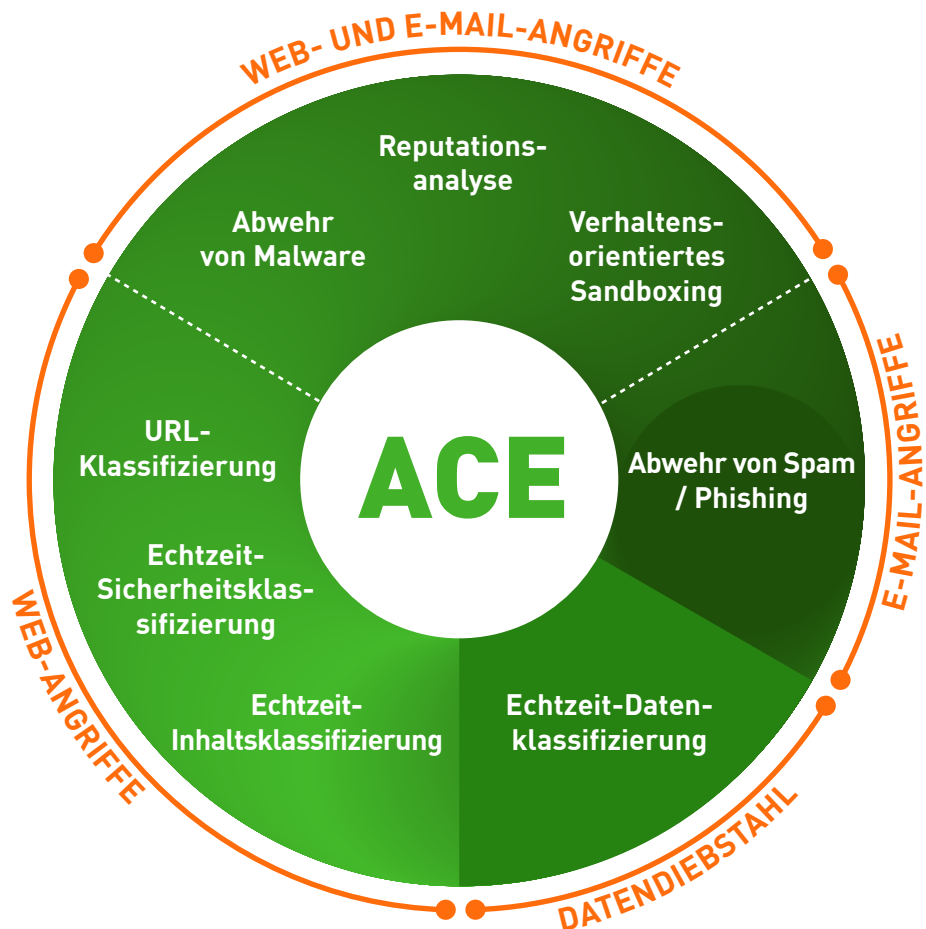 WEB- UND E-MAIL-ANGRIFFE
Reputations-
analyse
Abwehr
von Malware
Verhaltens-
orientiertes
Sandboxing
URL-
Klassifizierung
ACE
Abwehr von Spam
/ Phishing
E-MAIL-ANGRIFFE
Echtzeit-
Sicherheitsklas-
sifizierung
WEB-ANGRIFFE
Echtzeit-
Inhaltsklassifizierung
Echtzeit-Daten-
klassifizierung
DATENDIEBSTAHL